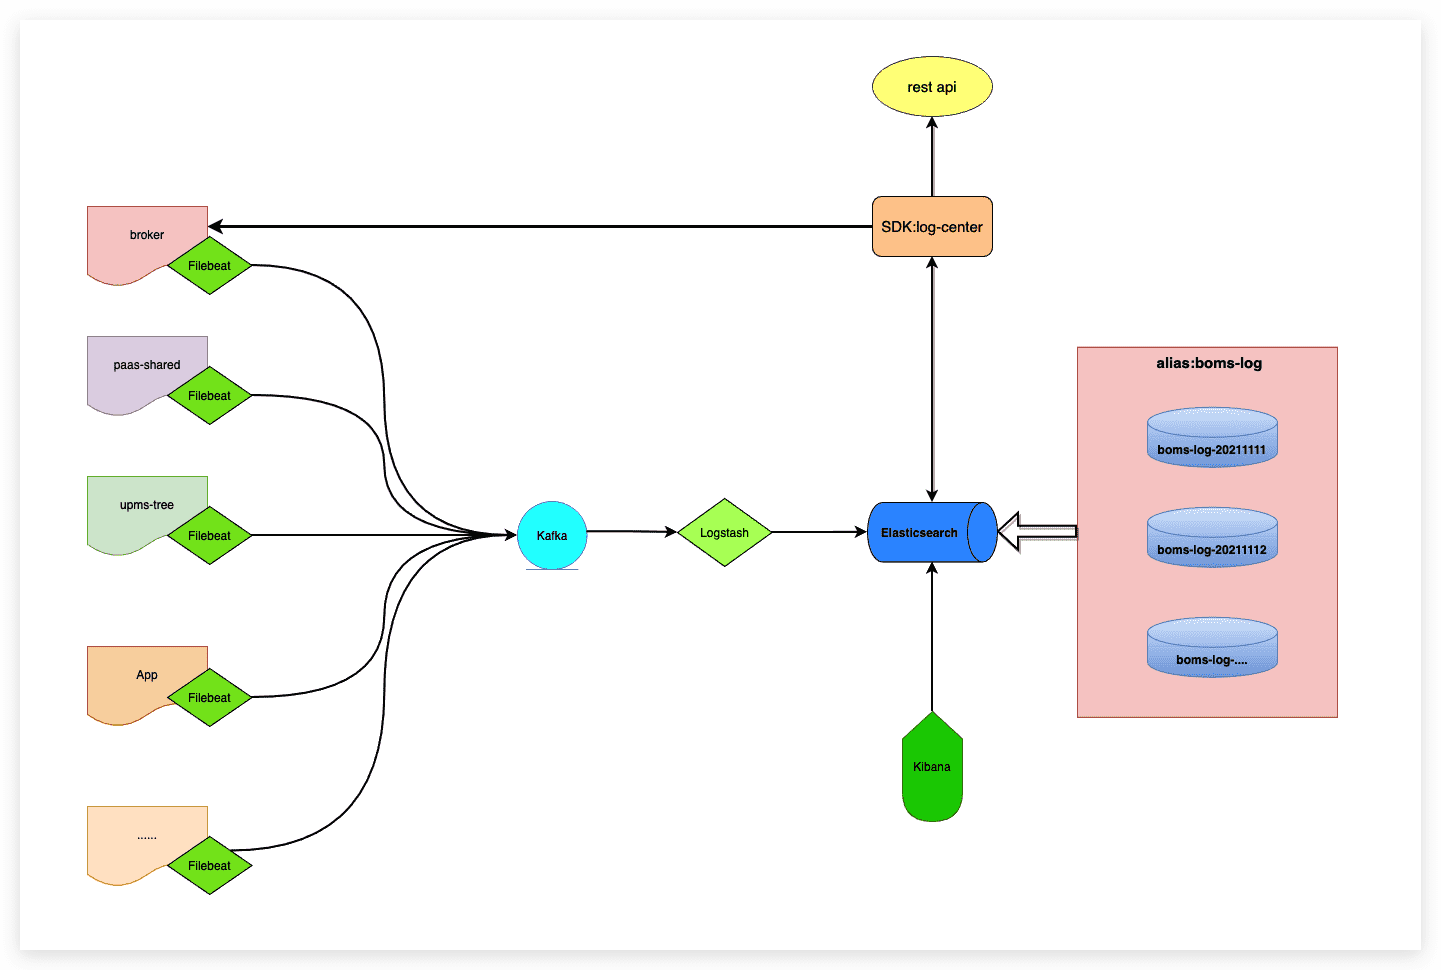 rest api
SDK:log-center
broker
Filebeat
paas-shared
Filebeat
upms-tree
Filebeat
App
Filebeat
......
Filebeat
Kafka
Logstash
Elasticsearch
Kibana
alias:boms-log
boms-log-20211111
boms-log-20211112
boms-log-....